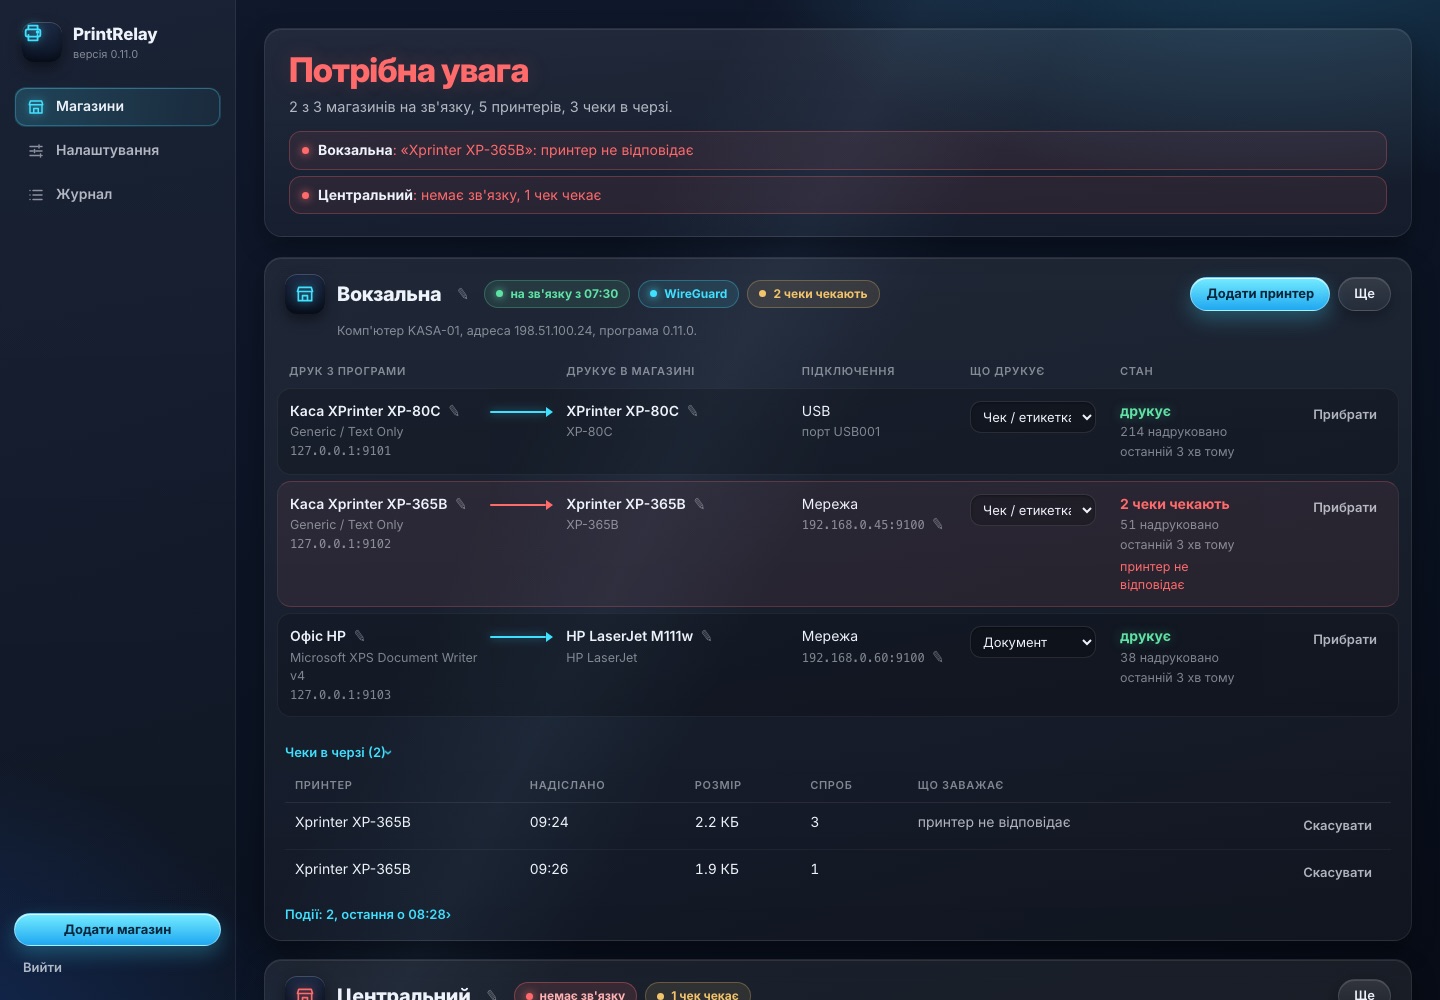 PrintRelay
версія 0.11.0
Магазини
Налаштування
Журнал
Додати магазин
Вийти
Потрібна увага
2 з 3 магазинів на зв'язку, 5 принтерів, 3 чеки в черзі.
Вокзальна: «Xprinter XP-365B»: принтер не відповідає
Центральний: немає зв'язку, 1 чек чекає
Вокзальна на зв'язку з 07:30 WireGuard 2 чеки чекають Додати принтер Ще
Комп'ютер KASA-01, адреса 198.51.100.24, програма 0.11.0.
ДРУК З ПРОГРАМИ ДРУКУЄ В МАГАЗИНІ ПІДКЛЮЧЕННЯ ЩО ДРУКУЄ СТАН
Каса XPrinter XP-80C XPrinter XP-80C USB Чек / етикетка друкує Прибрати
Generic / Text Only XP-80C порт USB001 214 надруковано
127.0.0.1:9101 останній 3 хв тому
Каса Xprinter XP-365B Xprinter XP-365B Мережа Чек / етикетка 2 чеки чекають Прибрати
Generic / Text Only XP-365B 192.168.0.45:9100 51 надруковано
127.0.0.1:9102 останній 3 хв тому
принтер не
відповідає
Офіс HP HP LaserJet M111w Мережа Документ друкує Прибрати
Microsoft XPS Document Writer HP LaserJet 192.168.0.60:9100 38 надруковано
v4 останній 3 хв тому
127.0.0.1:9103
Чеки в черзі (2)
ПРИНТЕР НАДІСЛАНО РОЗМІР СПРОБ ЩО ЗАВАЖАЄ
Xprinter XP-365B 09:24 2.2 КБ 3 принтер не відповідає Скасувати
Xprinter XP-365B 09:26 1.9 КБ 1 Скасувати
Події: 2, остання о 08:28›
Центральний немає зв'язку 1 чек чекає Ще